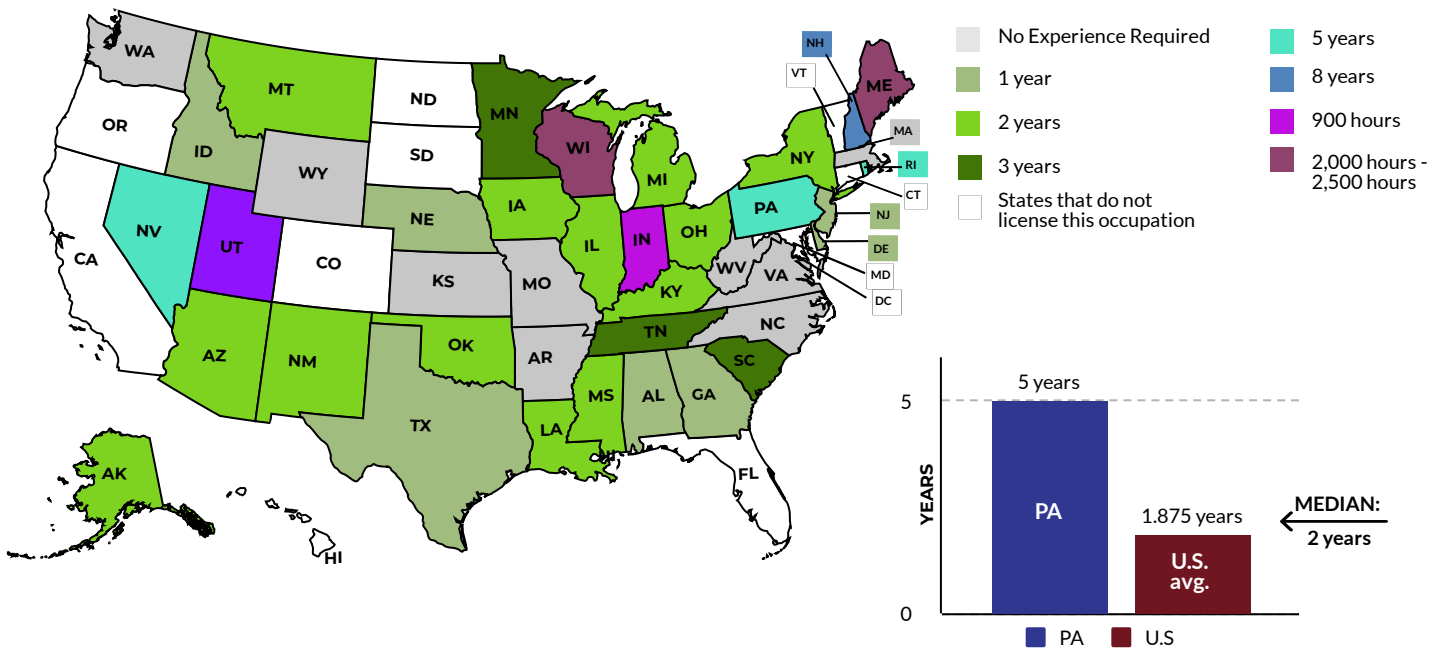 WA
OR
CA
NV
ID
MT
WY
UT
CO
AZ
NM
ND
SD
NE
KS
OK
TX
MN
IA
MO
AR
LA
WI
IL
MI
IN
OH
KY
TN
MS
AL
GA
SC
NC
VA
WV
FL
PA
NY
ME
NH
VT
MA
RI
CT
NJ
DE
MD
DC
AK
HI
No Experience Required
1 year
2 years
3 years
States that do not
license this occupation
5 years
8 years
900 hours
2,000 hours -
2,500 hours
5 years
5
YEARS
PA
1.875 years
U.S.
avg.
MEDIAN:
2 years
0
PA
U.S